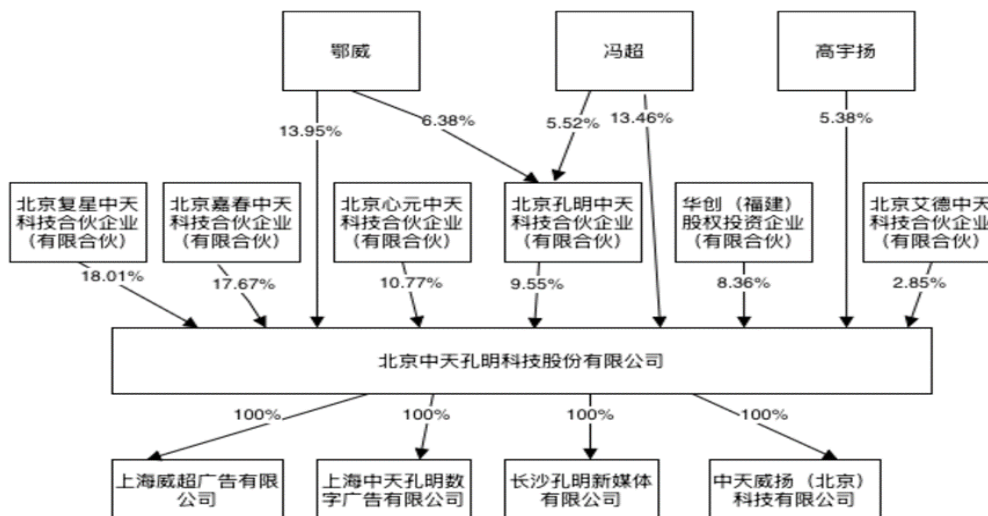 鄂威
冯超
高宇扬
13.95%
6.38%
5.52%
13.46%
5.38%
北京复星中天
科技合伙企业
(有限合伙)
北京嘉春中天
科技合伙企业
(有限合伙)
北京心元中天
科技合伙企业
(有限合伙)
北京孔明中天
科技合伙企业
(有限合伙)
华创（福建）
股权投资企业
(有限合伙)
北京艾德中天
科技合伙企业
(有限合伙)
18.01%
17.67%
10.77%
9.55%
8.36%
2.85%
北京中天孔明科技股份有限公司
100%
100%
100%
100%
上海威超广告有限
公司
上海中天孔明数
字广告有限公司
长沙孔明新媒体
有限公司
中天威扬（北京）
科技有限公司